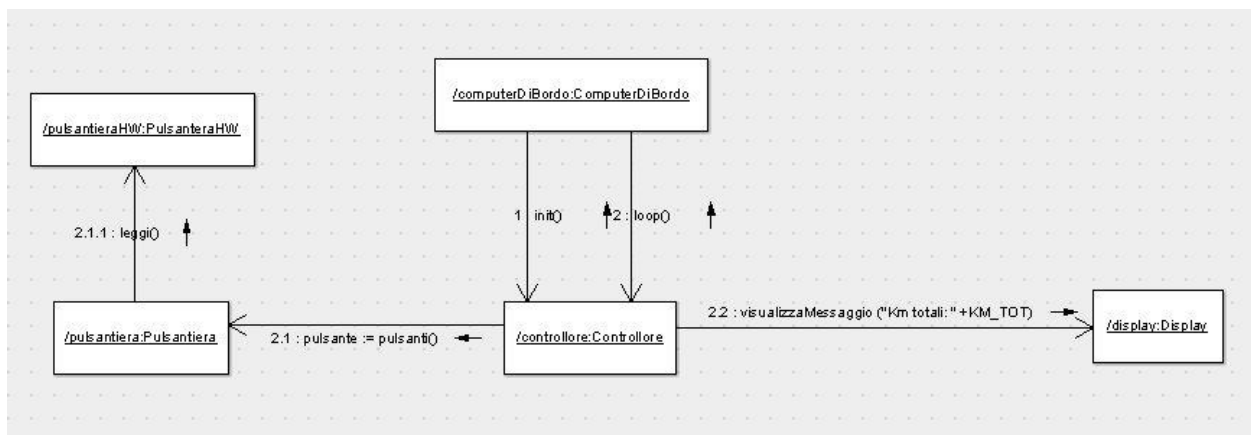 /computerDiBordo:ComputerDiBordo
/pulsantieraHW:PulsanteraHW
1 : init()
2 : loop()
2.1.1 : leggi()
2.2 : visualizzaMessaggio ("Km totali: " +KM_TOT)
/pulsantiera:Pulsantiera
2.1 : pulsante := pulsanti()
/controllore:Controllore
/display:Display